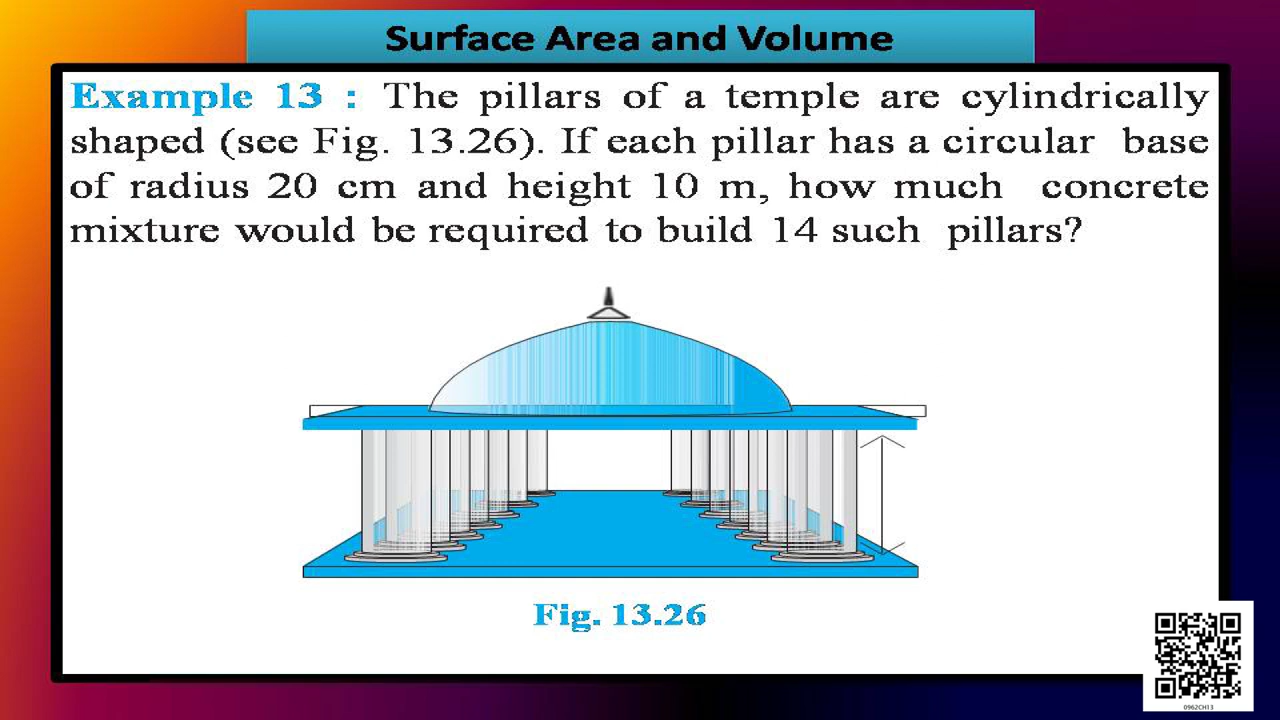 Surface Area and Volume
Example 13 : The pillars of a temple are cylindrically
shaped (see Fig. 13.26). If each pillar has a circular base
of radius 20 cm and height 10 m, how much concrete
mixture would be required to build 14 such pillars?
Fig. 13.26
0962CH13